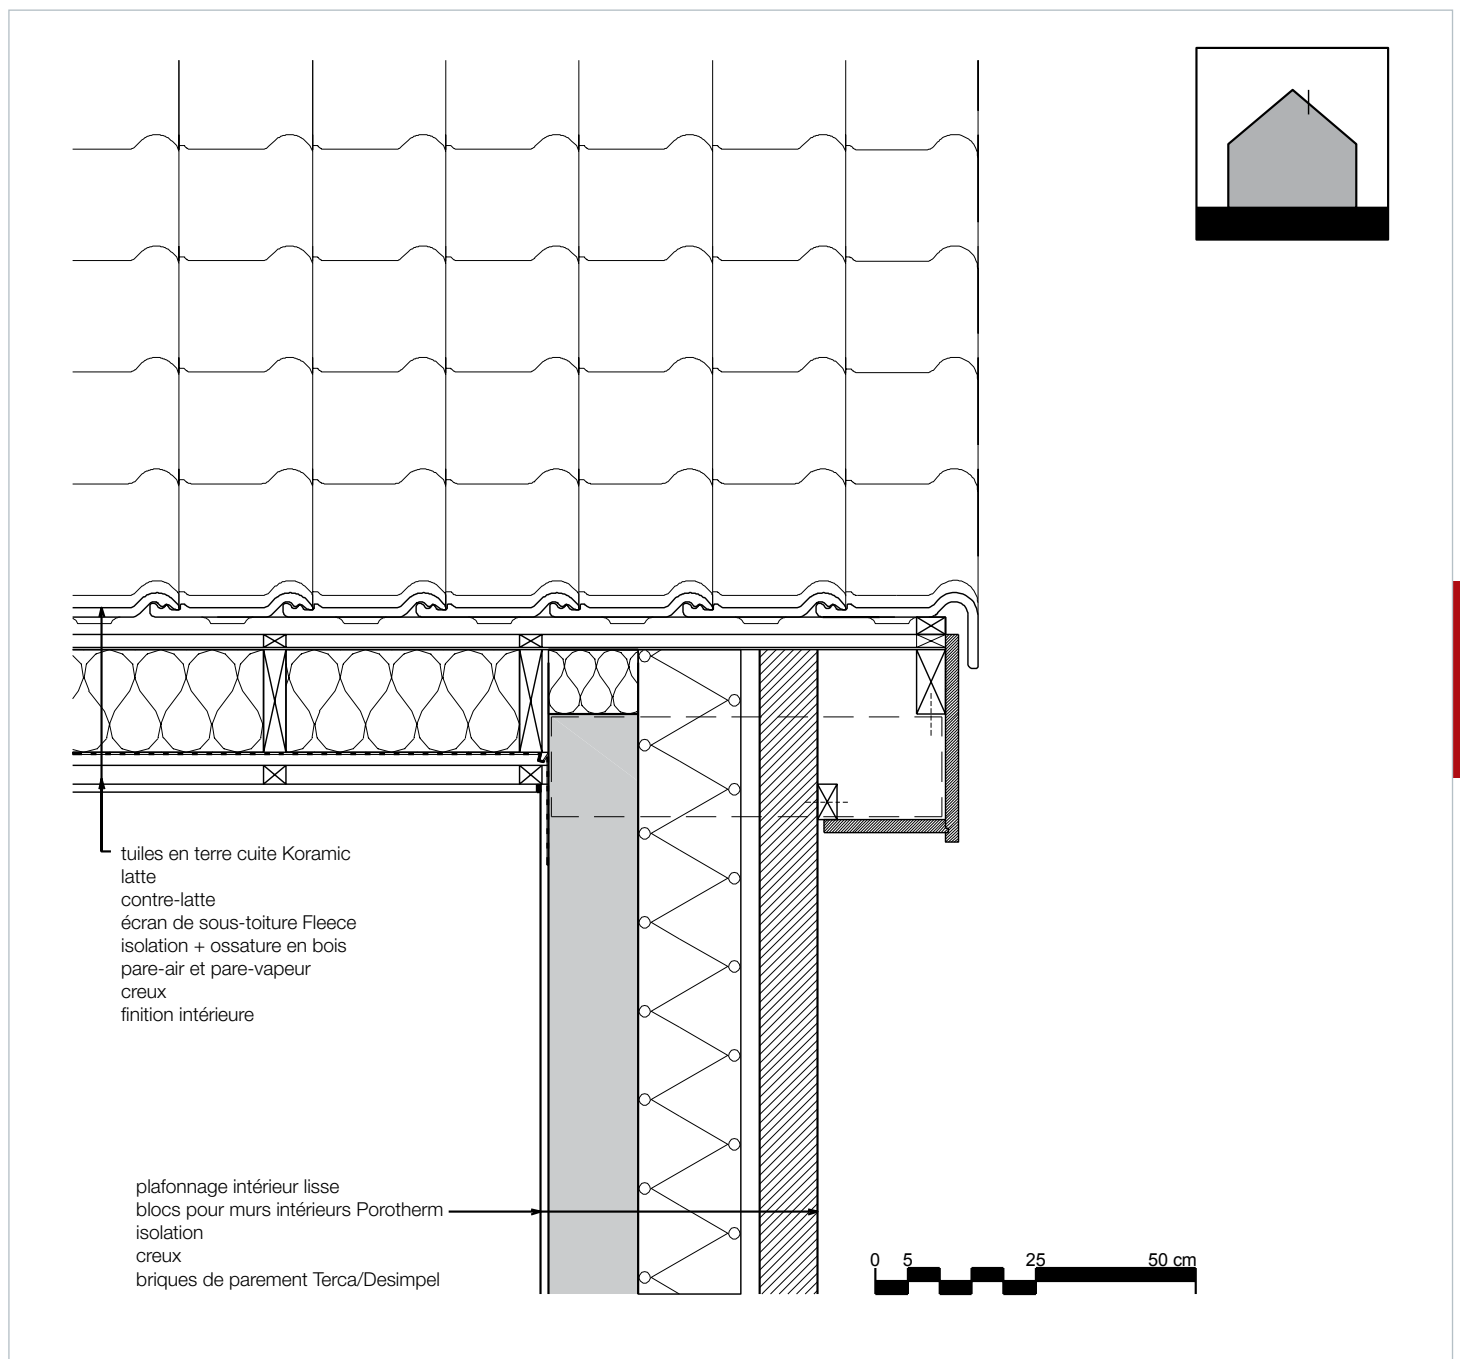 tuiles en terre cuite Koramic
latte
contre-latte
écran de sous-toiture Fleece
isolation + ossature en bois
pare-air et pare-vapeur
creux
finition intérieure
plafonnage intérieur lisse
blocs pour murs intérieurs Porotherm
isolation
creux
briques de parement Terca/Desimpel
0 5 25 50 cm